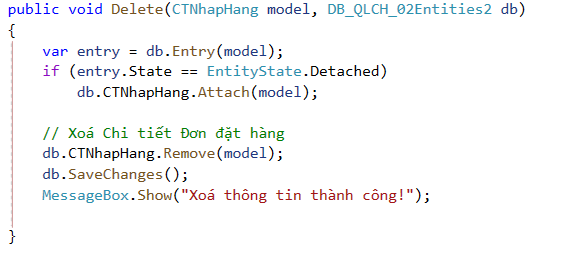 public void Delete(CTNhapHang model, DB_QLCH_02Entities2 db)
{
var entry = db.Entry(model);
if (entry.State == EntityState.Detached)
db.CTNhapHang.Attach(model);
// Xoá Chi tiết Đơn đặt hàng
db.CTNhapHang.Remove(model);
db.SaveChanges();
MessageBox.Show("Xoá thông tin thành công!");
}